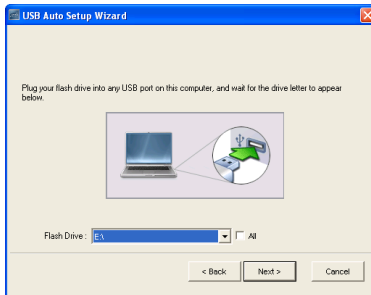 USB Auto Setup Wizard
Plug your flash drive into any USB port on this computer, and wait for the drive letter to appear
below.
Flash Drive : E:\ All
< Back Next > Cancel